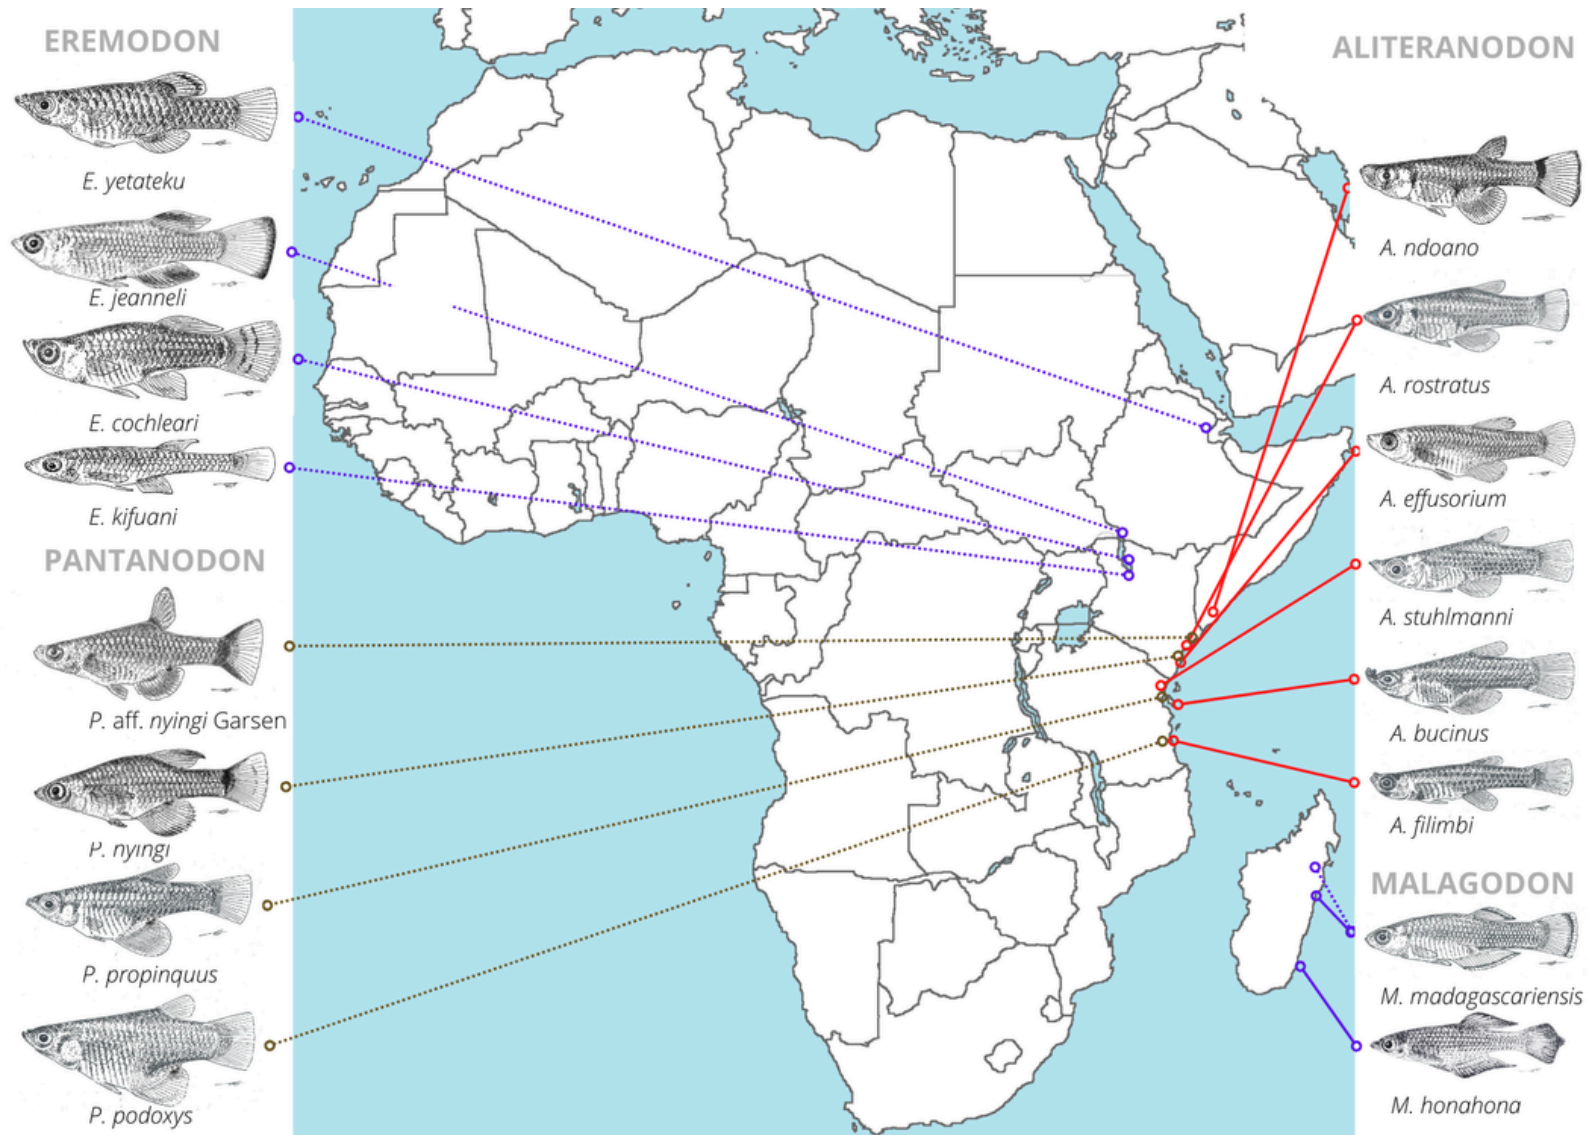 EREMODON
E. yetateku
E. jeanneli
E. cochleari
E. kifuani
PANTANODON
P. aff. nyingi Garsen
P. nyingi
P. propinquus
P. podoxys
ALITERANODON
A. ndoano
A. rostratus
A. effusorium
A. stuhlmanni
A. bucinus
A. filimbi
MALAGODON
M. madagascariensis
M. honahona